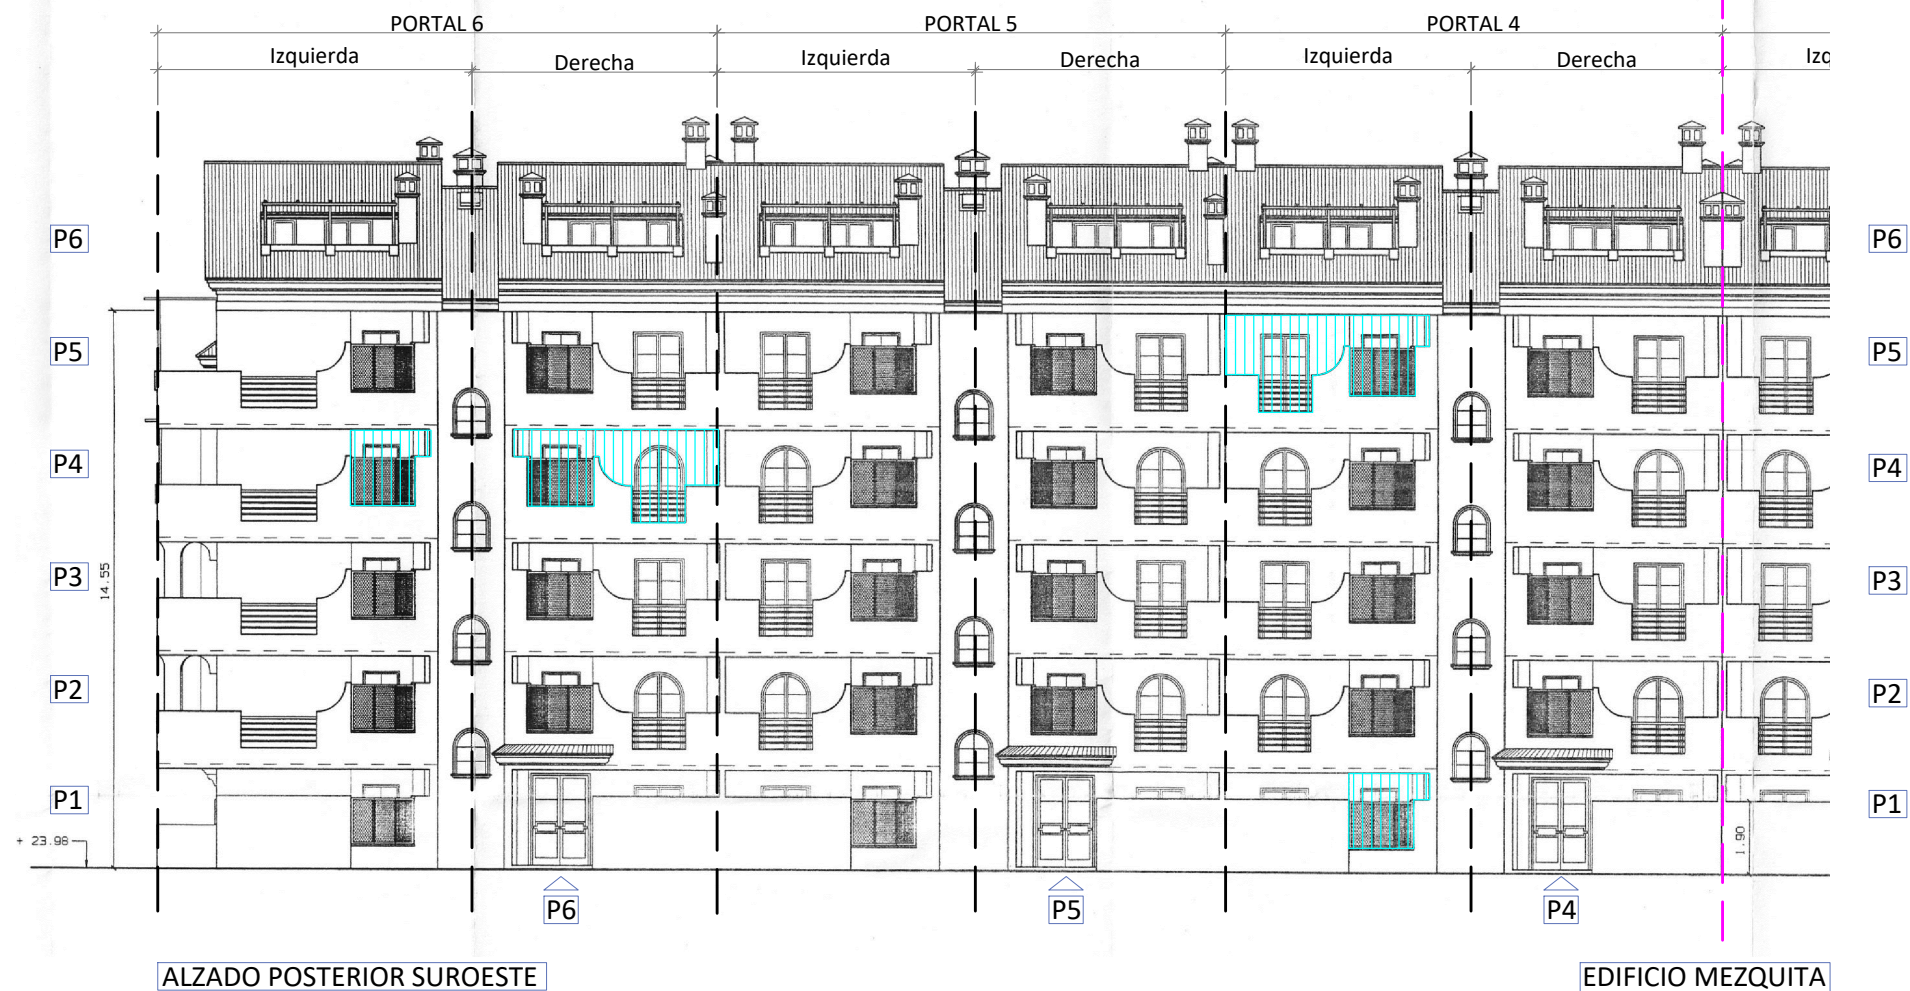 PORTAL 6 PORTAL 5 PORTAL 4
Izquierda Derecha Izquierda Derecha Izquierda Derecha Izq
P6 P6
P5 P5
P4 P4
P3 P3
14.55
P2 P2
P1 P1
+ 23.98
1.90
P6 P5 P4
ALZADO POSTERIOR SUROESTE EDIFICIO MEZQUITA